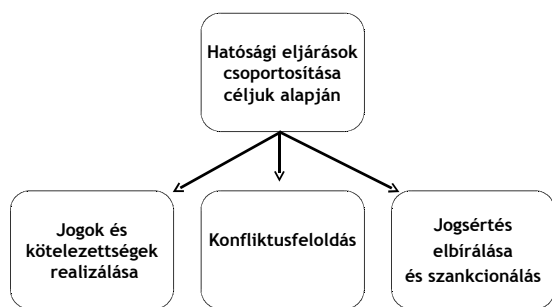 Hatósági eljárások
csoportosítása
céljuk alapján
Jogok és
kötelezettségek
realizálása
Konfliktusfeloldás
Jogsértés
elbírálása
és szankcionálás